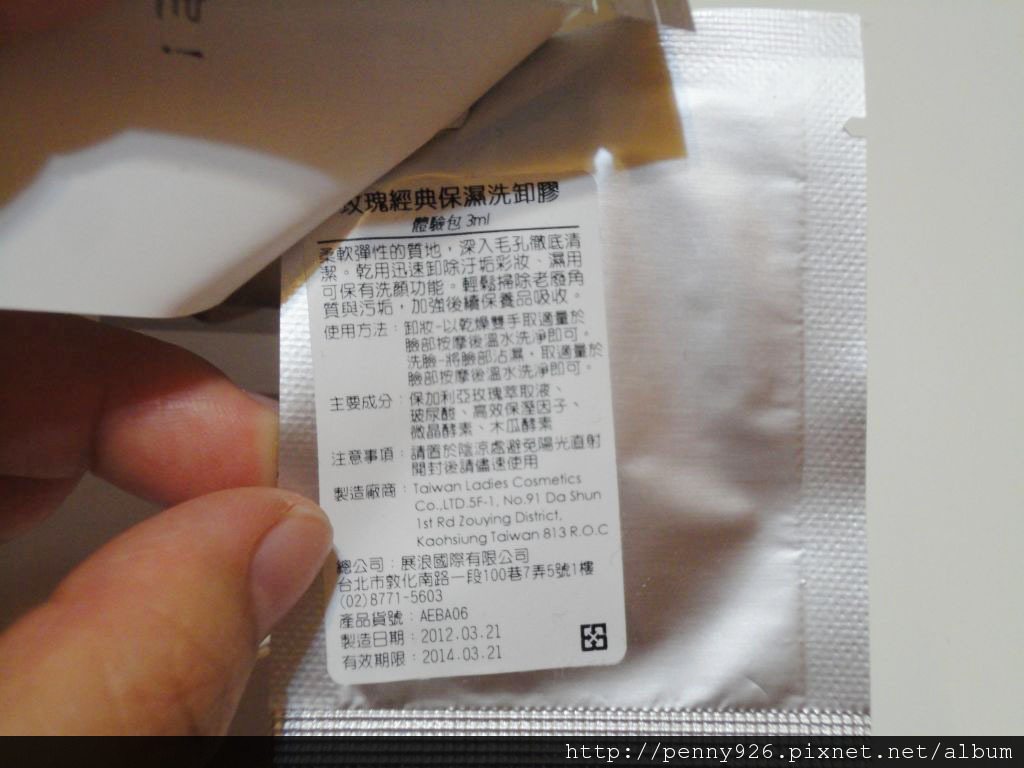 玫瑰經典保濕洗卸膠
體驗包 3ml
柔軟彈性的質地，深入毛孔徹底清
潔。乾用迅速卸除汙垢彩妝、濕用
可保有洗顏功能。輕鬆掃除老廢角
質與污垢，加強後續保養品吸收。
使用方法：卸妝-以乾燥雙手取適量於
臉部按摩後溫水洗淨即可。
洗臉-將臉部沾濕，取適量於
臉部按摩後溫水洗淨即可。
主要成分：保加利亞玫瑰萃取液、
玻尿酸、高效保溼因子、
微晶酵素、木瓜酵素
注意事項：請置於陰涼處避免陽光直射
開封後請儘速使用
製造廠商：Taiwan Ladies Cosmetics
Co.,LTD.5F-1, No.91 Da Shun
1st Rd Zouying District,
Kaohsiung Taiwan 813 R.O.C
總公司：展浪國際有限公司
台北市敦化南路一段100巷7弄5號1樓
(02)8771-5603
產品貨號：AEBA06
製造日期：2012.03.21
有效期限：2014.03.21
http://penny926.pixnet.net/album